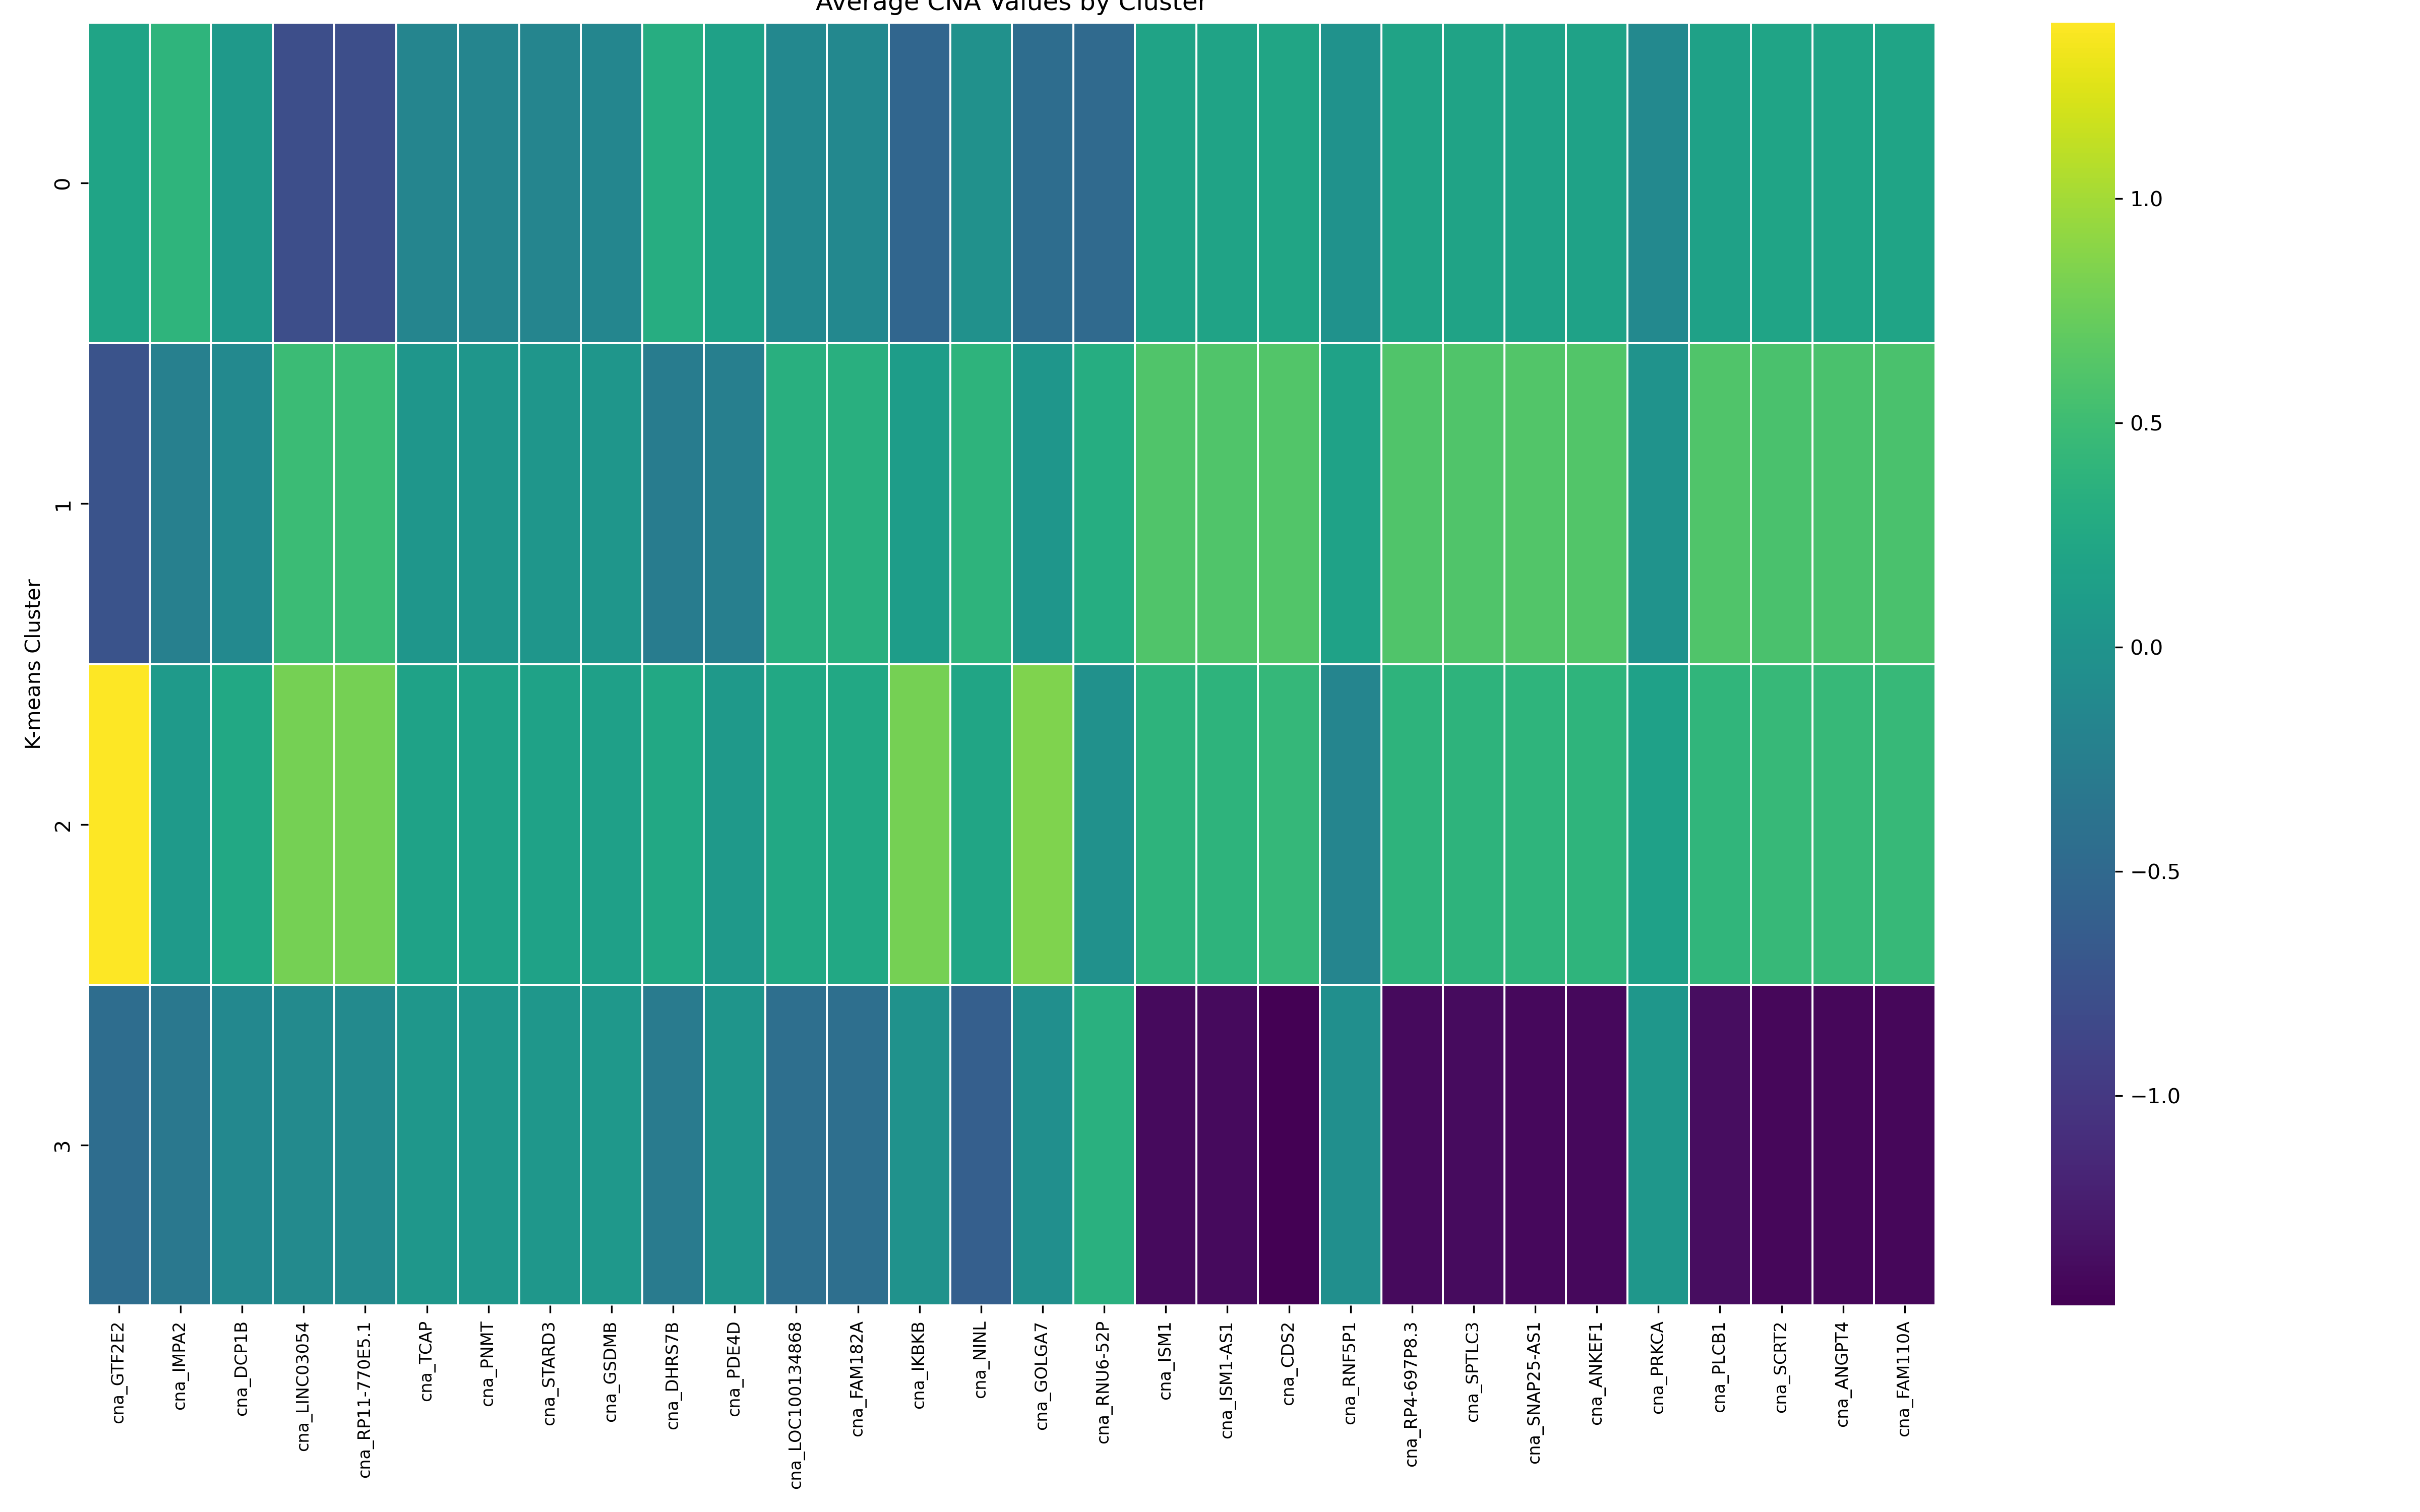 Average CNA Values by Cluster
K-means Cluster
0
1
2
3
1.0
0.5
0.0
−0.5
−1.0
cna_GTF2E2
cna_IMPA2
cna_DCP1B
cna_LINC03054
cna_RP11-770E5.1
cna_TCAP
cna_PNMT
cna_STARD3
cna_GSDMB
cna_DHRS7B
cna_PDE4D
cna_LOC100134868
cna_FAM182A
cna_IKBKB
cna_NINL
cna_GOLGA7
cna_RNU6-52P
cna_ISM1
cna_ISM1-AS1
cna_CDS2
cna_RNF5P1
cna_RP4-697P8.3
cna_SPTLC3
cna_SNAP25-AS1
cna_ANKEF1
cna_PRKCA
cna_PLCB1
cna_SCRT2
cna_ANGPT4
cna_FAM110A